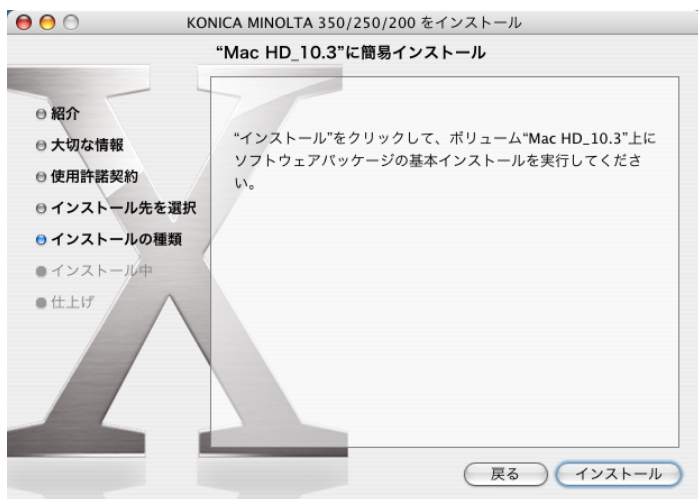 KONICA MINOLTA 350/250/200 をインストール
“Mac HD_10.3”に簡易インストール
紹介
大切な情報
使用許諾契約
インストール先を選択
インストールの種類
インストール中
仕上げ
“インストール”をクリックして、ボリューム“Mac HD_10.3”上に
ソフトウェアパッケージの基本インストールを実行してくださ
い。
戻る
インストール